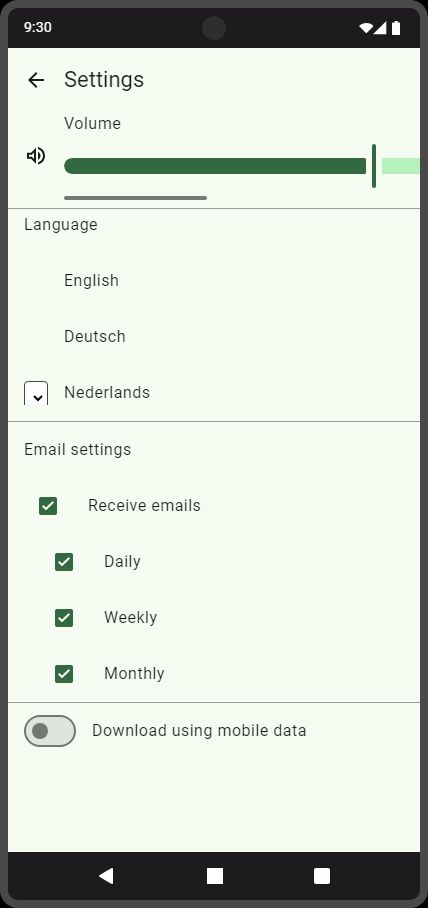 9:30
Settings
Volume
Language
English
Deutsch
Nederlands
Email settings
Receive emails
Daily
Weekly
Monthly
Download using mobile data